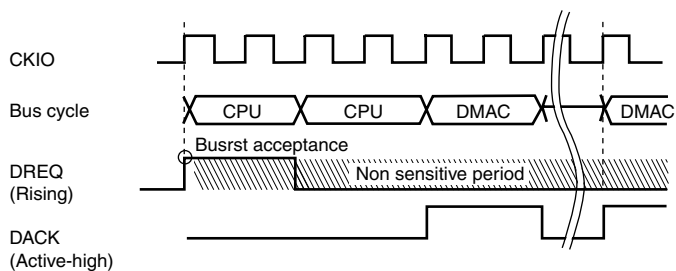 CKIO
Bus cycle
CPU
CPU
DMAC
DMAC
Busrst acceptance
DREQ
(Rising)
Non sensitive period
DACK
(Active-high)